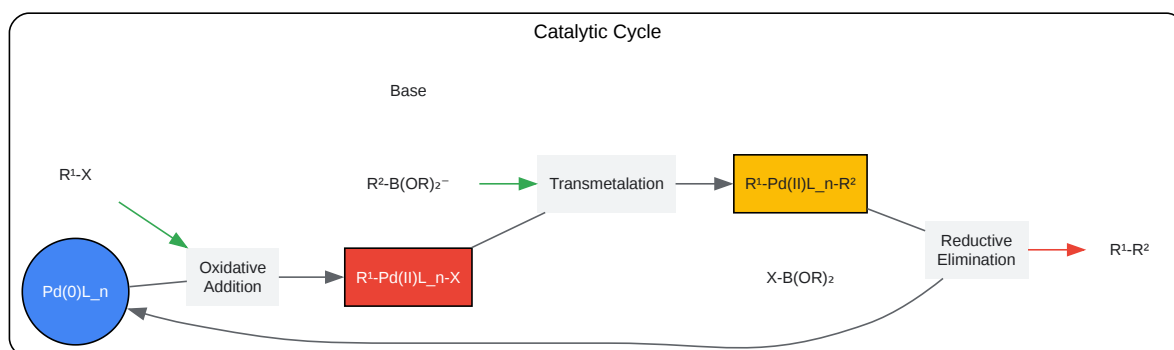 Catalytic Cycle
Base
R¹-X
R²-B(OR)₂⁻
Transmetalation
R¹-Pd(II)L_n-R²
Oxidative
Addition
Pd(0)L_n
R¹-Pd(II)L_n-X
X-B(OR)₂
Reductive
Elimination
R¹-R²